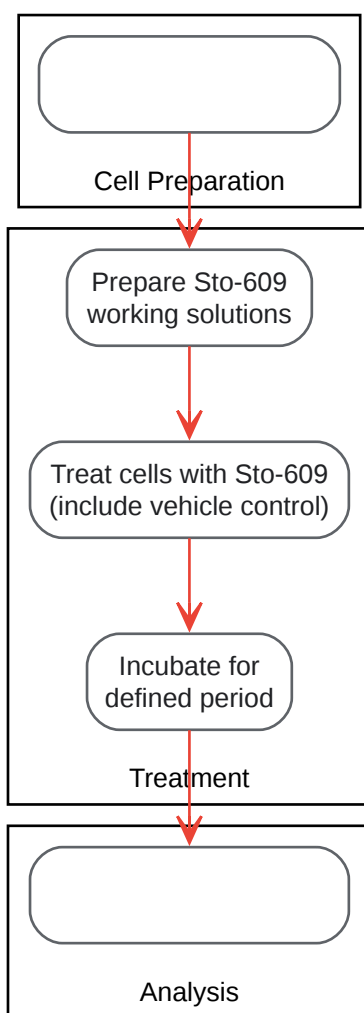 Cell Preparation
Prepare Sto-609
working solutions
Treat cells with Sto-609
(include vehicle control)
Incubate for
defined period
Treatment
Analysis